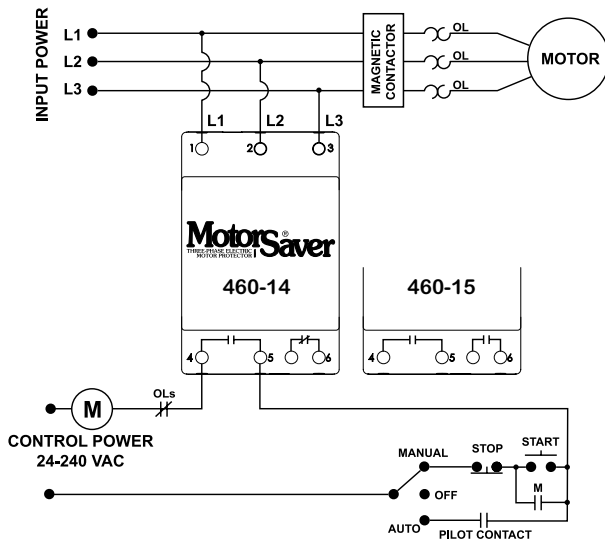 INPUT POWER
L1
L2
L3
MAGNETIC
CONTACTOR
OL
OL
OL
MOTOR
L1 L2 L3
1 2 3
MotorSaver®
THREE-PHASE ELECTRIC
MOTOR PROTECTOR
460-14
460-15
4 5 6
4 5 6
M
OLs
CONTROL POWER
24-240 VAC
MANUAL
STOP
START
M
OFF
AUTO
PILOT CONTACT